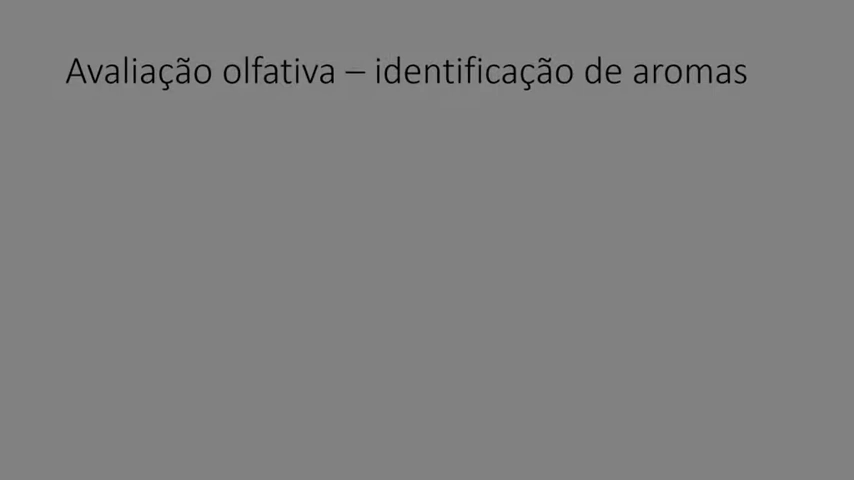 Avaliação olfativa – identificação de aromas